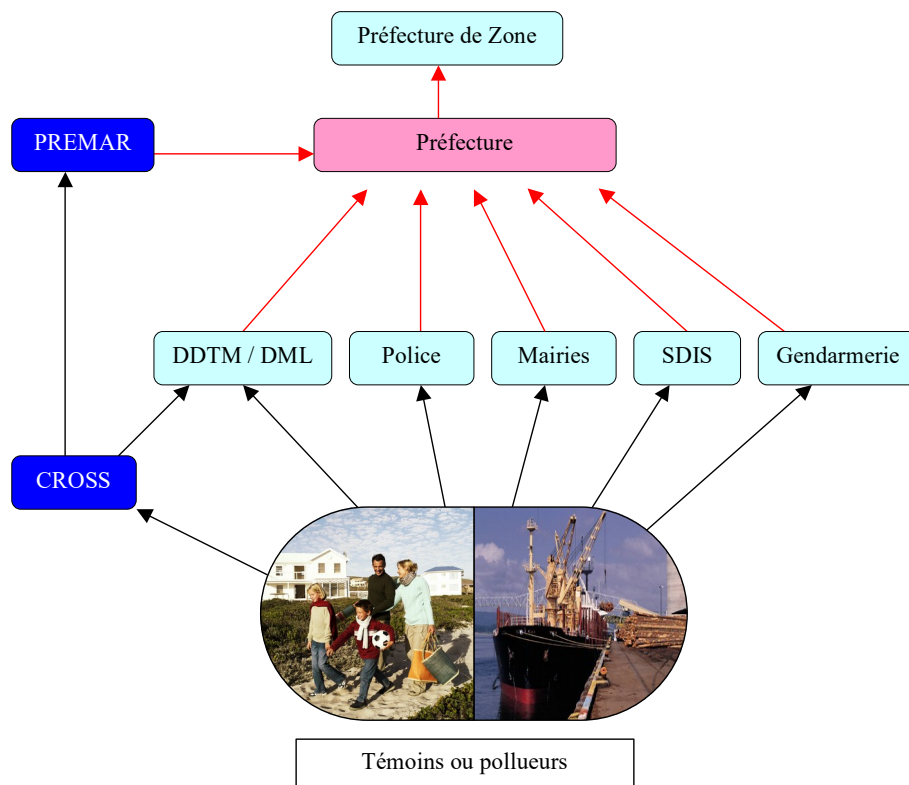 Préfecture de Zone
PREMAR
Préfecture
DDTM / DML
Police
Mairies
SDIS
Gendarmerie
CROSS
Témoins ou pollueurs